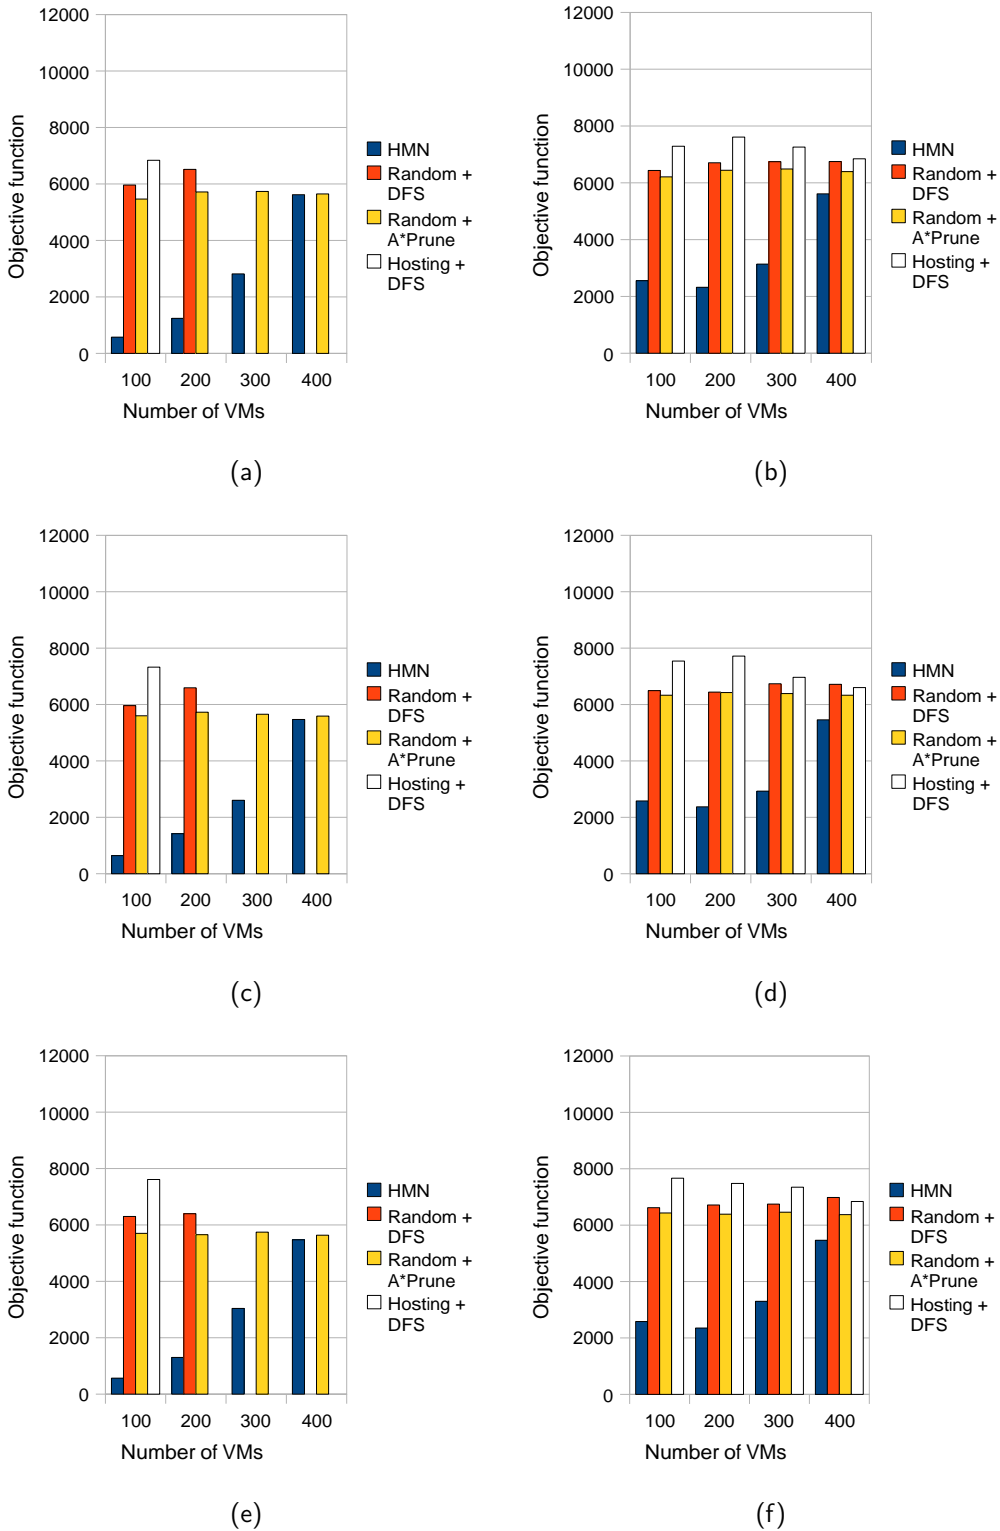 12000
10000
8000
6000
4000
2000
0
Objective function
100 200 300 400
Number of VMs
HMN
Random +
DFS
Random +
A*Prune
Hosting +
DFS
(a)
12000
10000
8000
6000
4000
2000
0
Objective function
100 200 300 400
Number of VMs
HMN
Random +
DFS
Random +
A*Prune
Hosting +
DFS
(b)
12000
10000
8000
6000
4000
2000
0
Objective function
100 200 300 400
Number of VMs
HMN
Random +
DFS
Random +
A*Prune
Hosting +
DFS
(c)
12000
10000
8000
6000
4000
2000
0
Objective function
100 200 300 400
Number of VMs
HMN
Random +
DFS
Random +
A*Prune
Hosting +
DFS
(d)
12000
10000
8000
6000
4000
2000
0
Objective function
100 200 300 400
Number of VMs
HMN
Random +
DFS
Random +
A*Prune
Hosting +
DFS
(e)
12000
10000
8000
6000
4000
2000
0
Objective function
100 200 300 400
Number of VMs
HMN
Random +
DFS
Random +
A*Prune
Hosting +
DFS
(f)